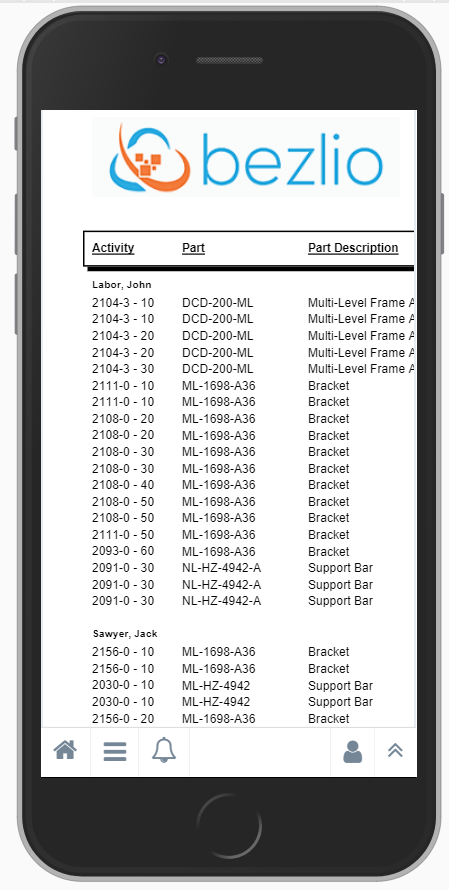 bezlio
Activity Part Part Description
Labor, John
2104-3 - 10 DCD-200-ML Multi-Level Frame A
2104-3 - 10 DCD-200-ML Multi-Level Frame A
2104-3 - 20 DCD-200-ML Multi-Level Frame A
2104-3 - 20 DCD-200-ML Multi-Level Frame A
2104-3 - 30 DCD-200-ML Multi-Level Frame A
2111-0 - 10 ML-1698-A36 Bracket
2111-0 - 10 ML-1698-A36 Bracket
2108-0 - 20 ML-1698-A36 Bracket
2108-0 - 20 ML-1698-A36 Bracket
2108-0 - 30 ML-1698-A36 Bracket
2108-0 - 30 ML-1698-A36 Bracket
2108-0 - 40 ML-1698-A36 Bracket
2108-0 - 50 ML-1698-A36 Bracket
2108-0 - 50 ML-1698-A36 Bracket
2111-0 - 50 ML-1698-A36 Bracket
2093-0 - 60 ML-1698-A36 Bracket
2091-0 - 30 NL-HZ-4942-A Support Bar
2091-0 - 30 NL-HZ-4942-A Support Bar
2091-0 - 30 NL-HZ-4942-A Support Bar
Sawyer, Jack
2156-0 - 10 ML-1698-A36 Bracket
2156-0 - 10 ML-1698-A36 Bracket
2030-0 - 10 ML-HZ-4942 Support Bar
2030-0 - 10 ML-HZ-4942 Support Bar
2156-0 - 20 ML-1698-A36 Bracket